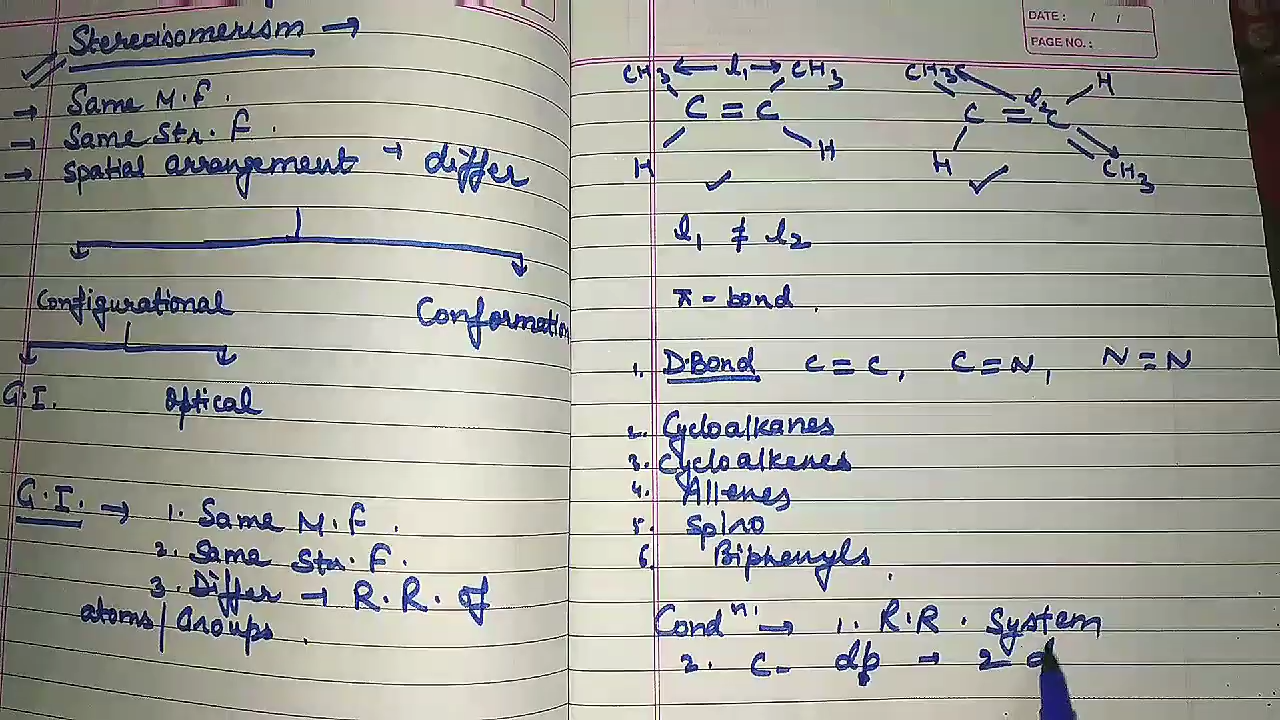 Stereoisomerism →
→ Same M.F.
→ Same Str. F.
→ Spatial arrangement → differ
Configurational
Conformation
G.I.
Optical
G.I. → 1. Same M.F.
2. Same Str. F.
3. Differ → R.R. of
atoms/Groups.
DATE: / /
PAGE NO.:
CH3 ← l1 → CH3
C = C
H H
CH3 H
C = C
l2
H CH3
l1 ≠ l2
π-bond.
1. D.Bond C=C, C=N, N=N
2. Cycloalkanes
3. Cycloalkenes
4. Allenes
5. Spiro
6. Biphenyls.
Condn: → 1. R.R. System
2. C- dp → 2 d